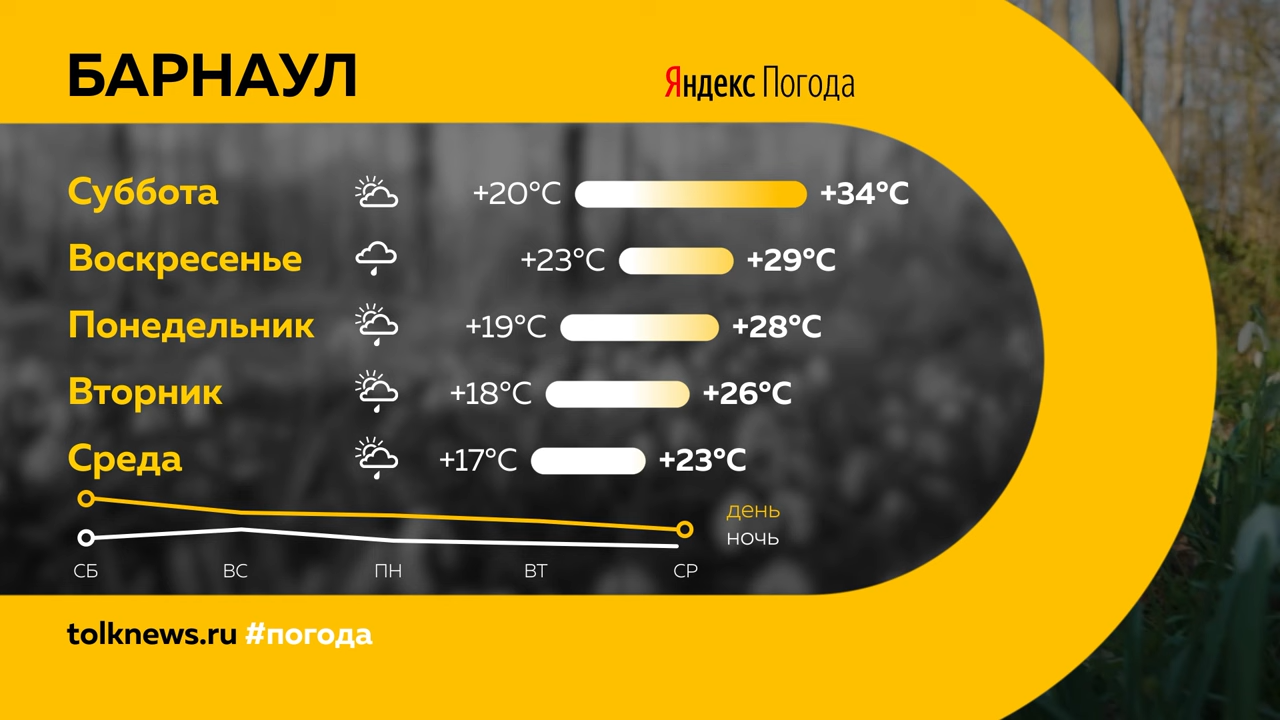 БАРНАУЛ
Яндекс Погода
Суббота +20°C +34°C
Воскресенье +23°C +29°C
Понедельник +19°C +28°C
Вторник +18°C +26°C
Среда +17°C +23°C
день
ночь
СБ ВС ПН ВТ СР
tolknews.ru #погода